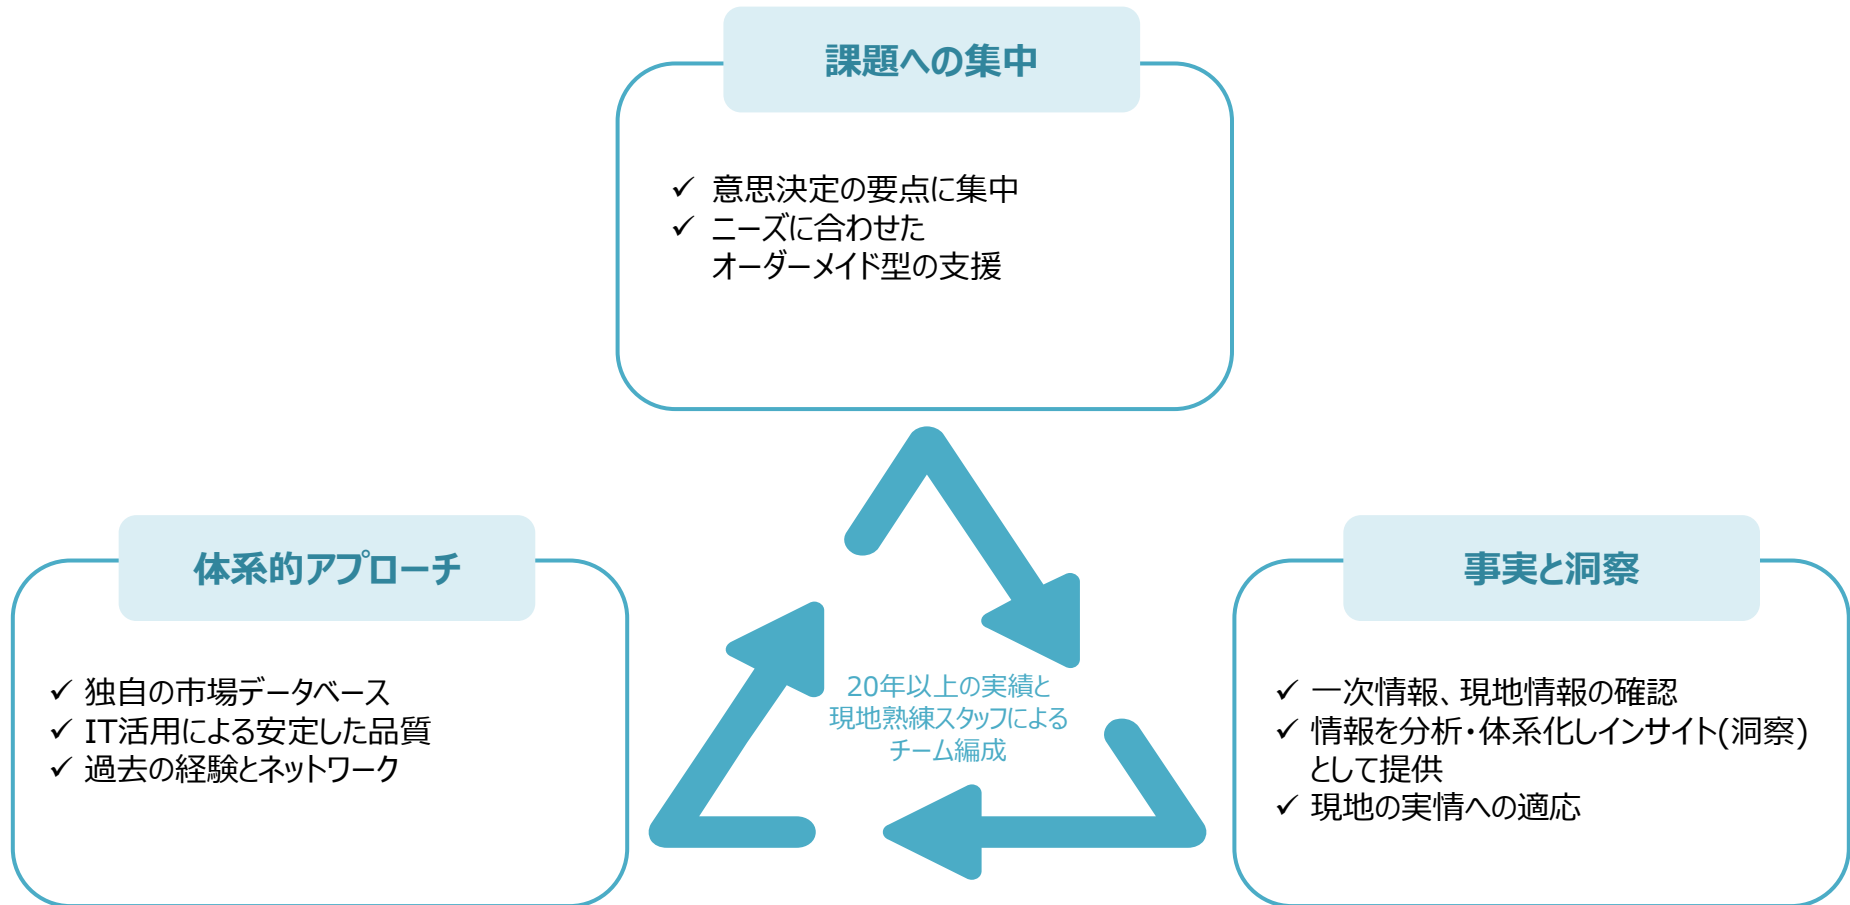 課題への集中
✓ 意思決定の要点に集中
✓ ニーズに合わせた
オーダーメイド型の支援
体系的アプローチ
✓ 独自の市場データベース
✓ IT活用による安定した品質
✓ 過去の経験とネットワーク
20年以上の実績と
現地熟練スタッフによる
チーム編成
事実と洞察
✓ 一次情報、現地情報の確認
✓ 情報を分析・体系化しインサイト(洞察)
として提供
✓ 現地の実情への適応